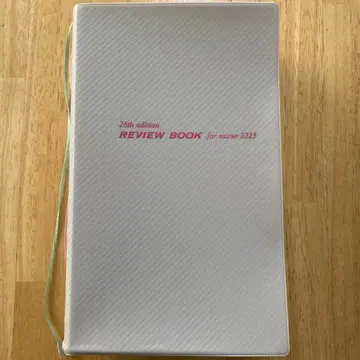 26th edition
REVIEW BOOK for nurse 2025